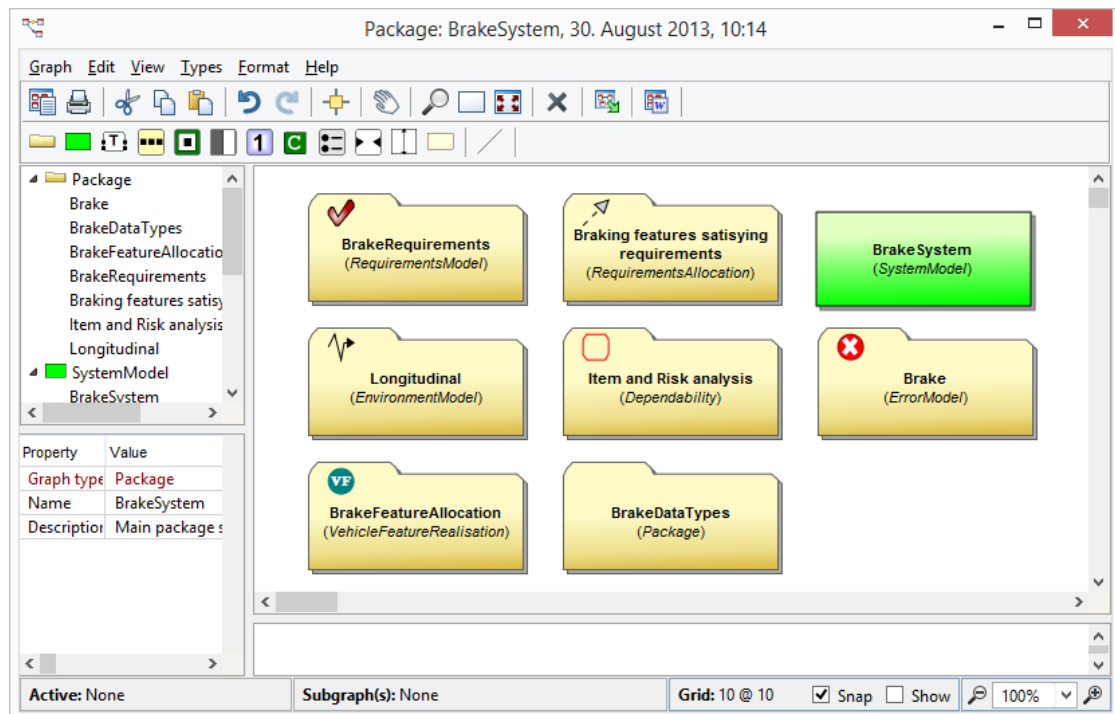 Package: BrakeSystem, 30. August 2013, 10:14
Graph Edit View Types Format Help
T
1
C
W
Package
Brake
BrakeDataTypes
BrakeFeatureAllocatio
BrakeRequirements
Braking features satisy
Item and Risk analysis
Longitudinal
SystemModel
BrakeSystem
Property Value
Graph type Package
Name BrakeSystem
Description Main package s
BrakeRequirements
(RequirementsModel)
Braking features satisying
requirements
(RequirementsAllocation)
BrakeSystem
(SystemModel)
Longitudinal
(EnvironmentModel)
Item and Risk analysis
(Dependability)
Brake
(ErrorModel)
VF
BrakeFeatureAllocation
(VehicleFeatureRealisation)
BrakeDataTypes
(Package)
Active: None
Subgraph(s): None
Grid: 10 @ 10
Snap
Show
100%